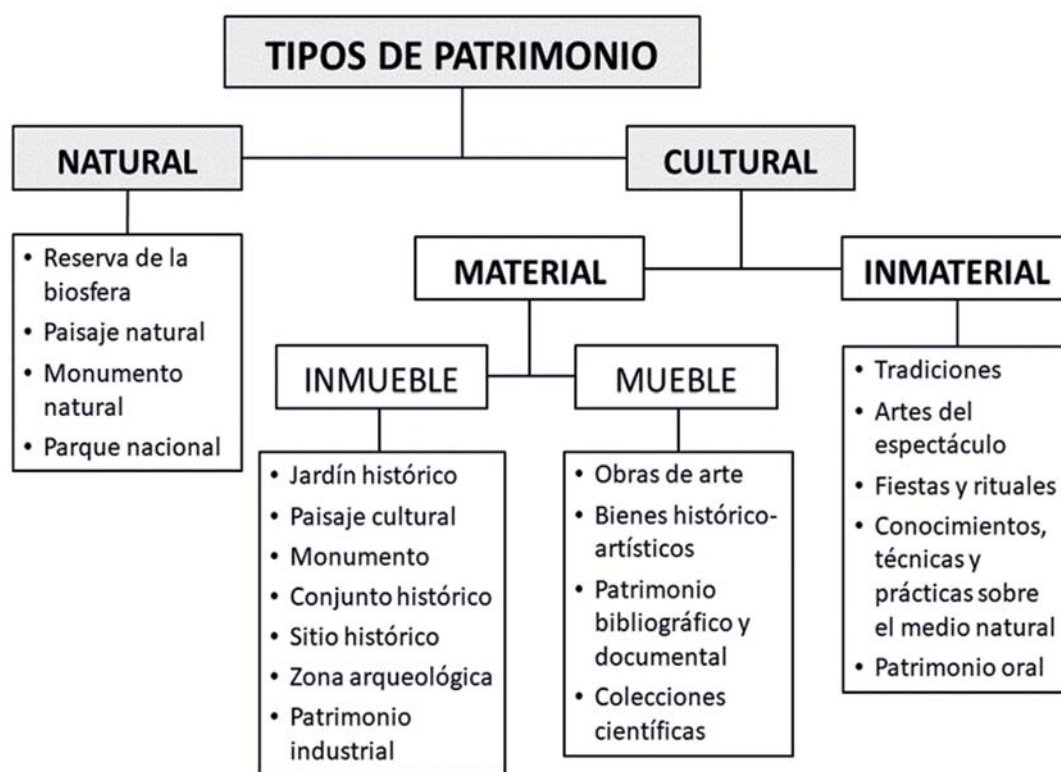 TIPOS DE PATRIMONIO
NATURAL
CULTURAL
• Reserva de la
biosfera
• Paisaje natural
• Monumento
natural
• Parque nacional
MATERIAL
INMATERIAL
INMUEBLE
MUEBLE
• Jardín histórico
• Paisaje cultural
• Monumento
• Conjunto histórico
• Sitio histórico
• Zona arqueológica
• Patrimonio
industrial
• Obras de arte
• Bienes histórico-
artísticos
• Patrimonio
bibliográfico y
documental
• Colecciones
científicas
• Tradiciones
• Artes del
espectáculo
• Fiestas y rituales
• Conocimientos,
técnicas y
prácticas sobre
el medio natural
• Patrimonio oral